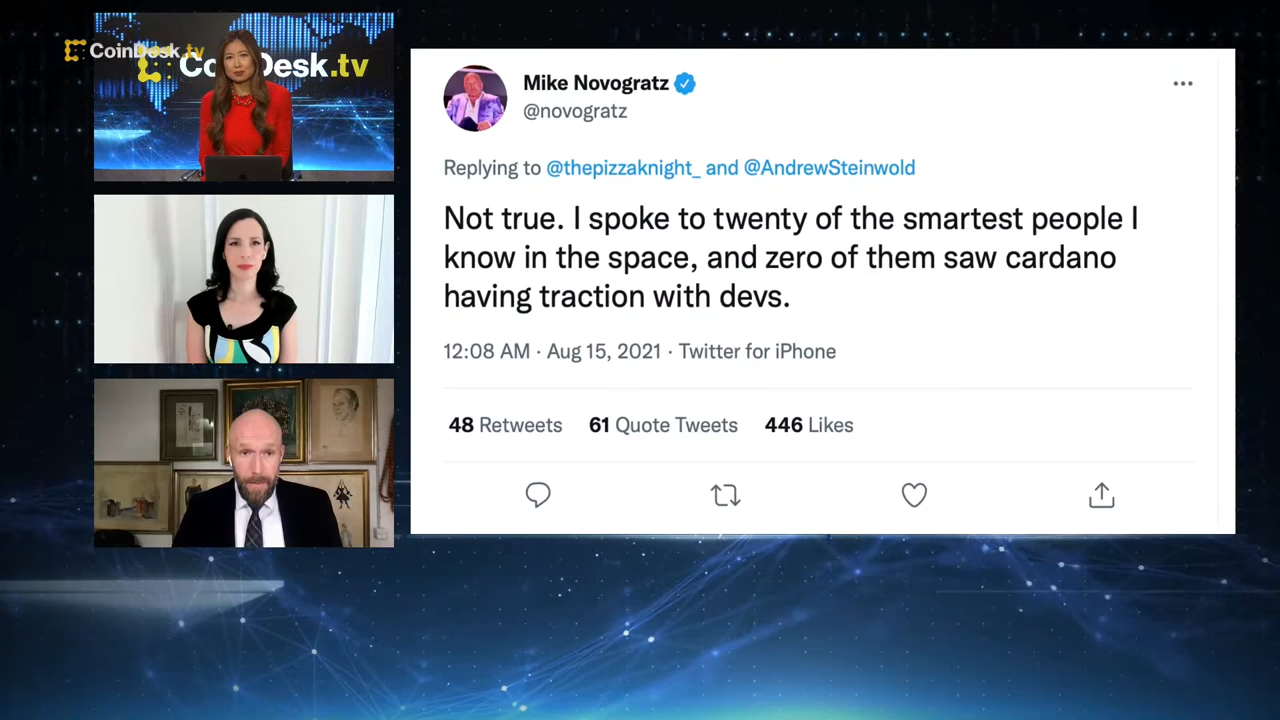 CoinDesk.tv
CoinDesk.tv
Mike Novogratz
@novogratz
Replying to @thepizzaknight_ and @AndrewSteinwold
Not true. I spoke to twenty of the smartest people I
know in the space, and zero of them saw cardano
having traction with devs.
12:08 AM · Aug 15, 2021 · Twitter for iPhone
48 Retweets 61 Quote Tweets 446 Likes